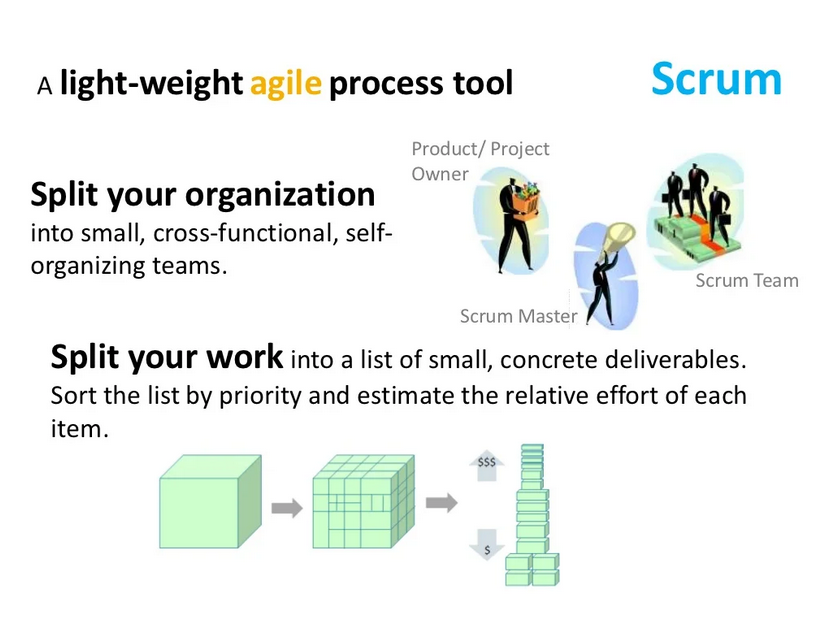 A light-weight agile process tool
Scrum
Product/ Project
Owner
Split your organization
into small, cross-functional, self-
organizing teams.
Scrum Team
Scrum Master
Split your work into a list of small, concrete deliverables.
Sort the list by priority and estimate the relative effort of each
item.
$$$
$